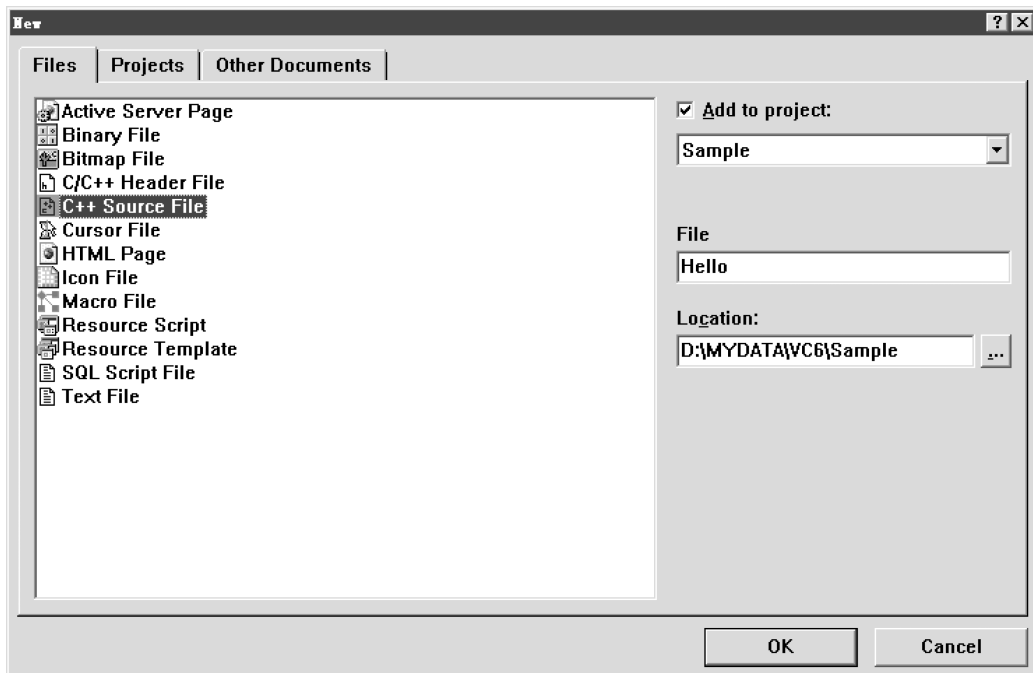 New
Files Projects Other Documents
Active Server Page
Binary File
Bitmap File
C/C++ Header File
C++ Source File
Cursor File
HTML Page
Icon File
Macro File
Resource Script
Resource Template
SQL Script File
Text File
Add to project:
Sample
File
Hello
Location:
D:\MYDATA\VC6\Sample
...
OK Cancel